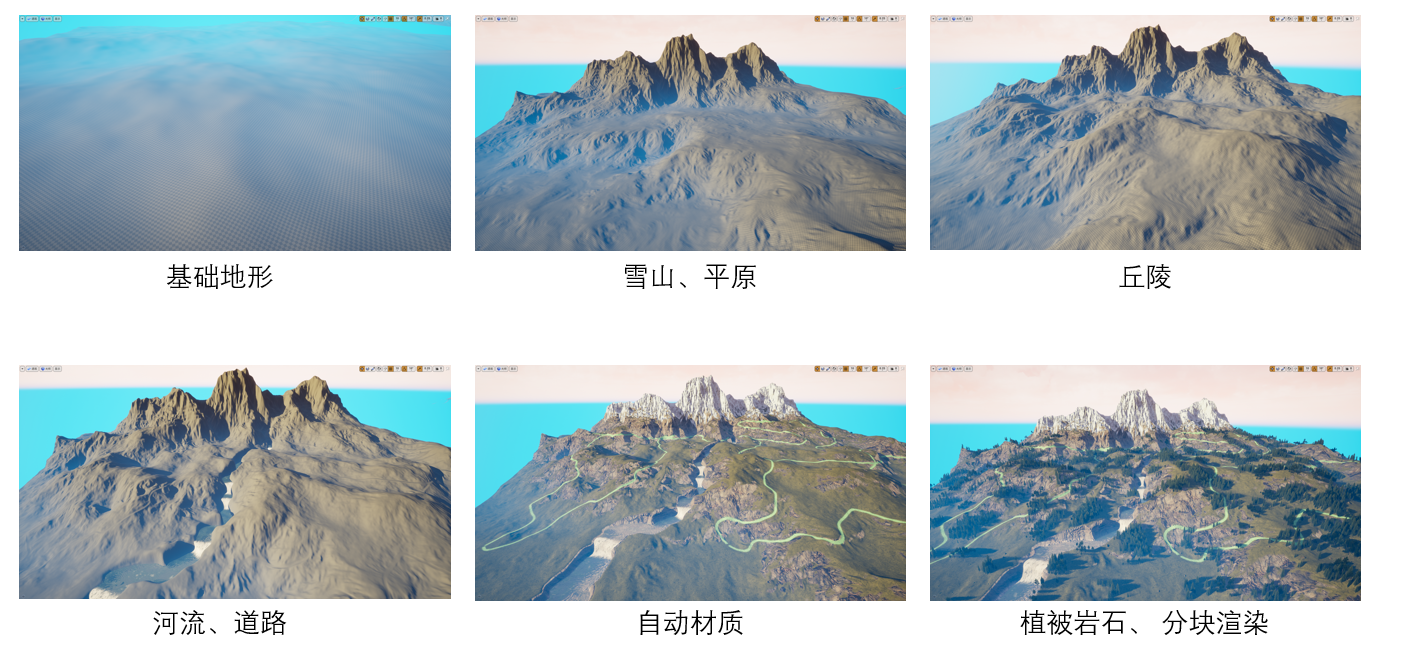 基础地形
雪山、平原
丘陵
河流、道路
自动材质
植被岩石、 分块渲染